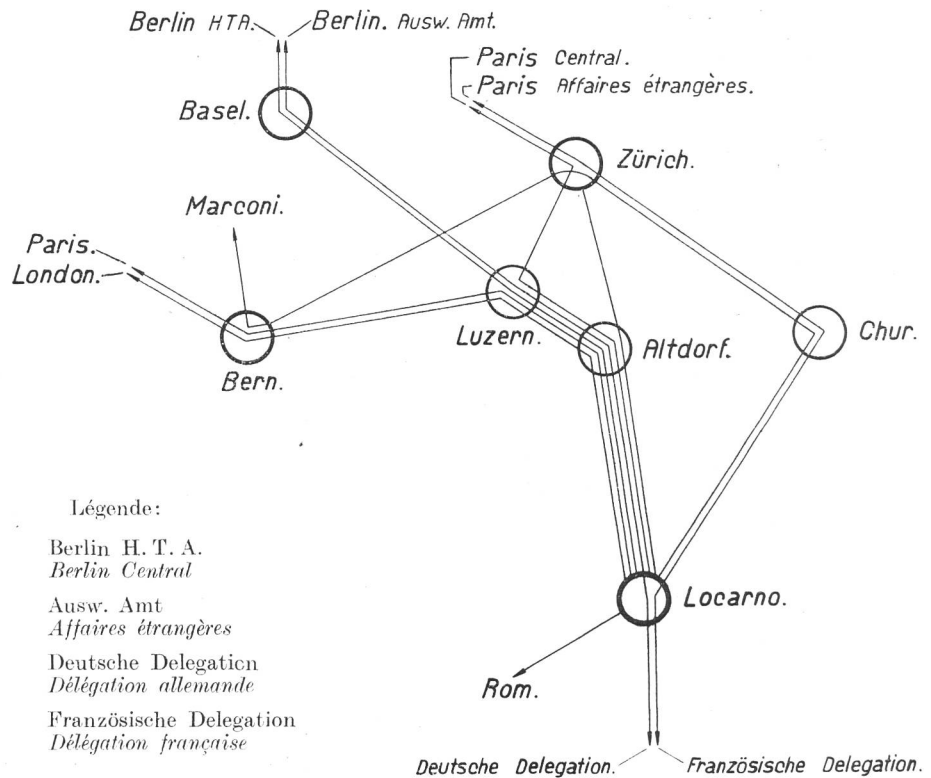 Berlin HTA.
Berlin. Ausw. Amt.
Paris Central.
Paris Affaires étrangères.
Basel.
Zürich.
Marconi.
Paris.
London.
Luzern.
Altdorf.
Chur.
Bern.
Légende:
Berlin H. T. A.
Berlin Central
Ausw. Amt
Affaires étrangères
Deutsche Delegation
Délégation allemande
Französische Delegation
Délégation française
Locarno.
Rom.
Deutsche Delegation.
Französische Delegation.